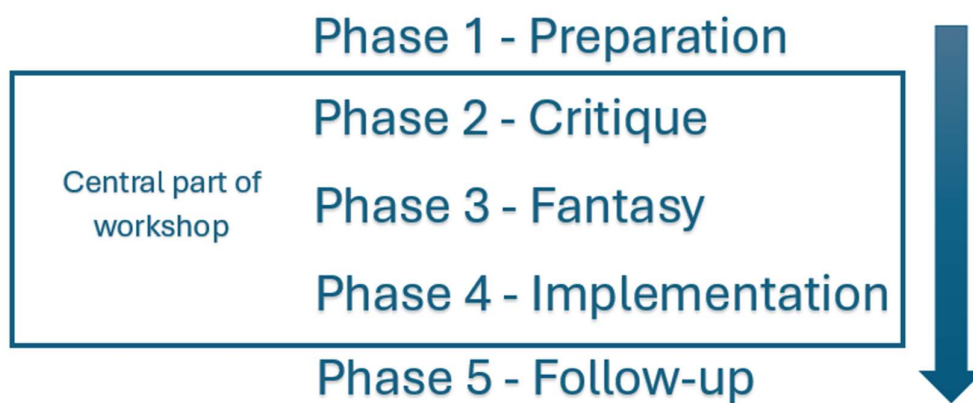 Phase 1 - Preparation
Phase 2 - Critique
Central part of
workshop
Phase 3 - Fantasy
Phase 4 - Implementation
Phase 5 - Follow-up